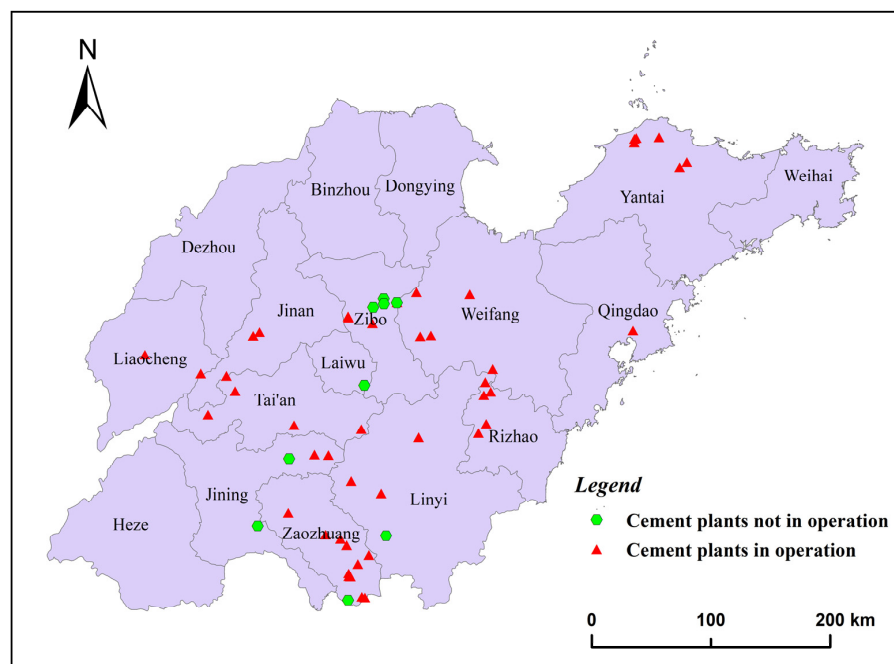 N
Binzhou
Dongying
Weihai
Yantai
Dezhou
Jinan
Zibo
Weifang
Qingdao
Liaocheng
Laiwu
Tai'an
Rizhao
Jining
Linyi
Heze
Zaozhuang
Legend
Cement plants not in operation
Cement plants in operation
0 100 200 km